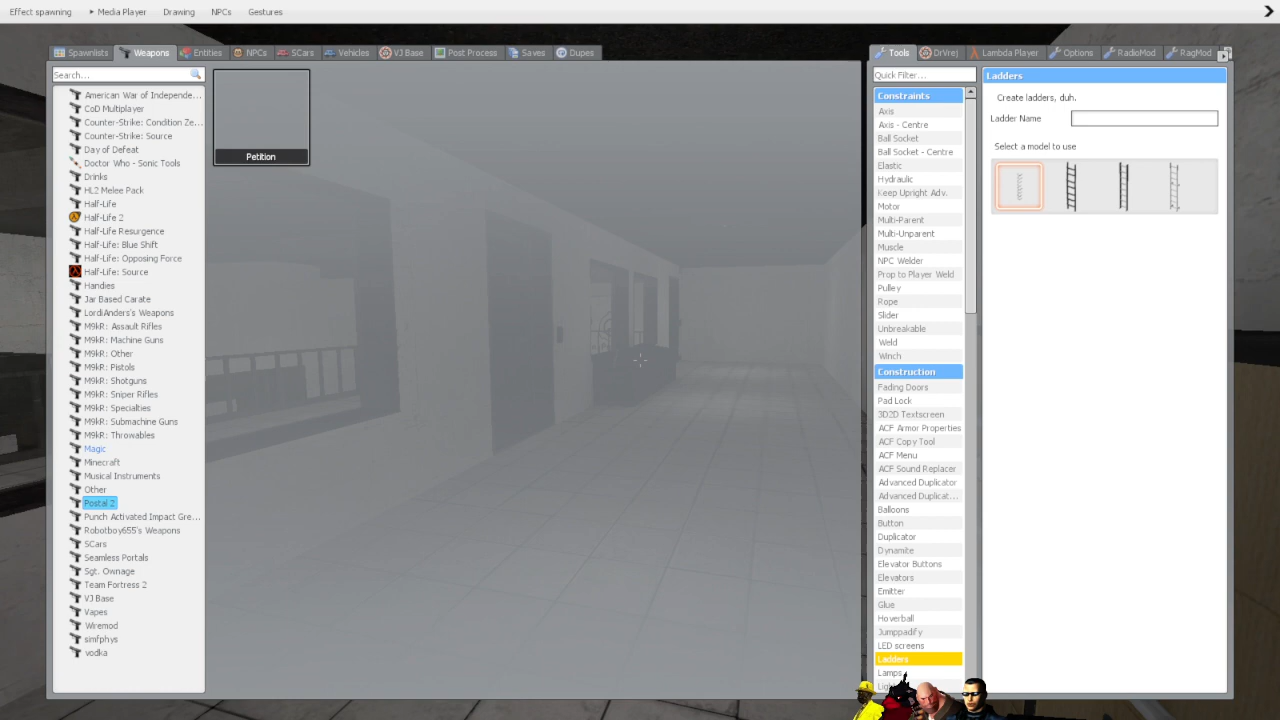 Effect spawning
Media Player
Drawing
NPCs
Gestures
Spawnlists
Weapons
Entities
NPCs
SCars
Vehicles
VJ Base
Post Process
Saves
Dupes
Search...
American War of Independe...
CoD Multiplayer
Counter-Strike: Condition Ze...
Counter-Strike: Source
Day of Defeat
Doctor Who - Sonic Tools
Drinks
HL2 Melee Pack
Half-Life
Half-Life 2
Half-Life Resurgence
Half-Life: Blue Shift
Half-Life: Opposing Force
Half-Life: Source
Handies
Jar Based Carate
LordiAnders's Weapons
M9kR: Assault Rifles
M9kR: Machine Guns
M9kR: Other
M9kR: Pistols
M9kR: Shotguns
M9kR: Sniper Rifles
M9kR: Specialties
M9kR: Submachine Guns
M9kR: Throwables
Magic
Minecraft
Musical Instruments
Other
Postal 2
Punch Activated Impact Gre...
Robotboy655's Weapons
SCars
Seamless Portals
Sgt. Ownage
Team Fortress 2
VJ Base
Vapes
Wiremod
simfphys
vodka
Petition
Tools
DrVrej
Lambda Player
Options
RadioMod
RagMod
Quick Filter...
Constraints
Axis
Axis - Centre
Ball Socket
Ball Socket - Centre
Elastic
Hydraulic
Keep Upright Adv.
Motor
Multi-Parent
Multi-Unparent
Muscle
NPC Welder
Prop to Player Weld
Pulley
Rope
Slider
Unbreakable
Weld
Winch
Construction
Fading Doors
Pad Lock
3D2D Textscreen
ACF Armor Properties
ACF Copy Tool
ACF Menu
ACF Sound Replacer
Advanced Duplicator
Advanced Duplicat...
Balloons
Button
Duplicator
Dynamite
Elevator Buttons
Elevators
Emitter
Glue
Hoverball
Jumppadify
LED screens
Ladders
Lamps
Ladders
Create ladders, duh.
Ladder Name
Select a model to use